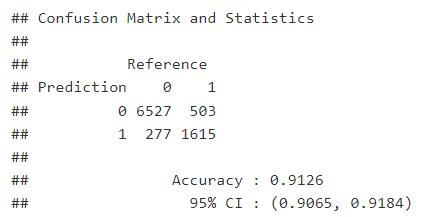 ## Confusion Matrix and Statistics
##
##           Reference
## Prediction    0    1
##          0 6527  503
##          1  277 1615
##
##                Accuracy : 0.9126
##                  95% CI : (0.9065, 0.9184)